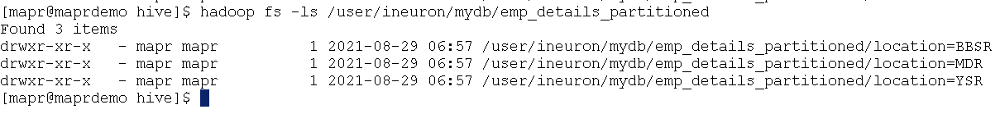 [mapr@maprdemo hive]$ hadoop fs -ls /user/ineuron/mydb/emp_details_partitioned
Found 3 items
drwxr-xr-x   - mapr mapr          1 2021-08-29 06:57 /user/ineuron/mydb/emp_details_partitioned/location=BBSR
drwxr-xr-x   - mapr mapr          1 2021-08-29 06:57 /user/ineuron/mydb/emp_details_partitioned/location=MDR
drwxr-xr-x   - mapr mapr          1 2021-08-29 06:57 /user/ineuron/mydb/emp_details_partitioned/location=YSR
[mapr@maprdemo hive]$